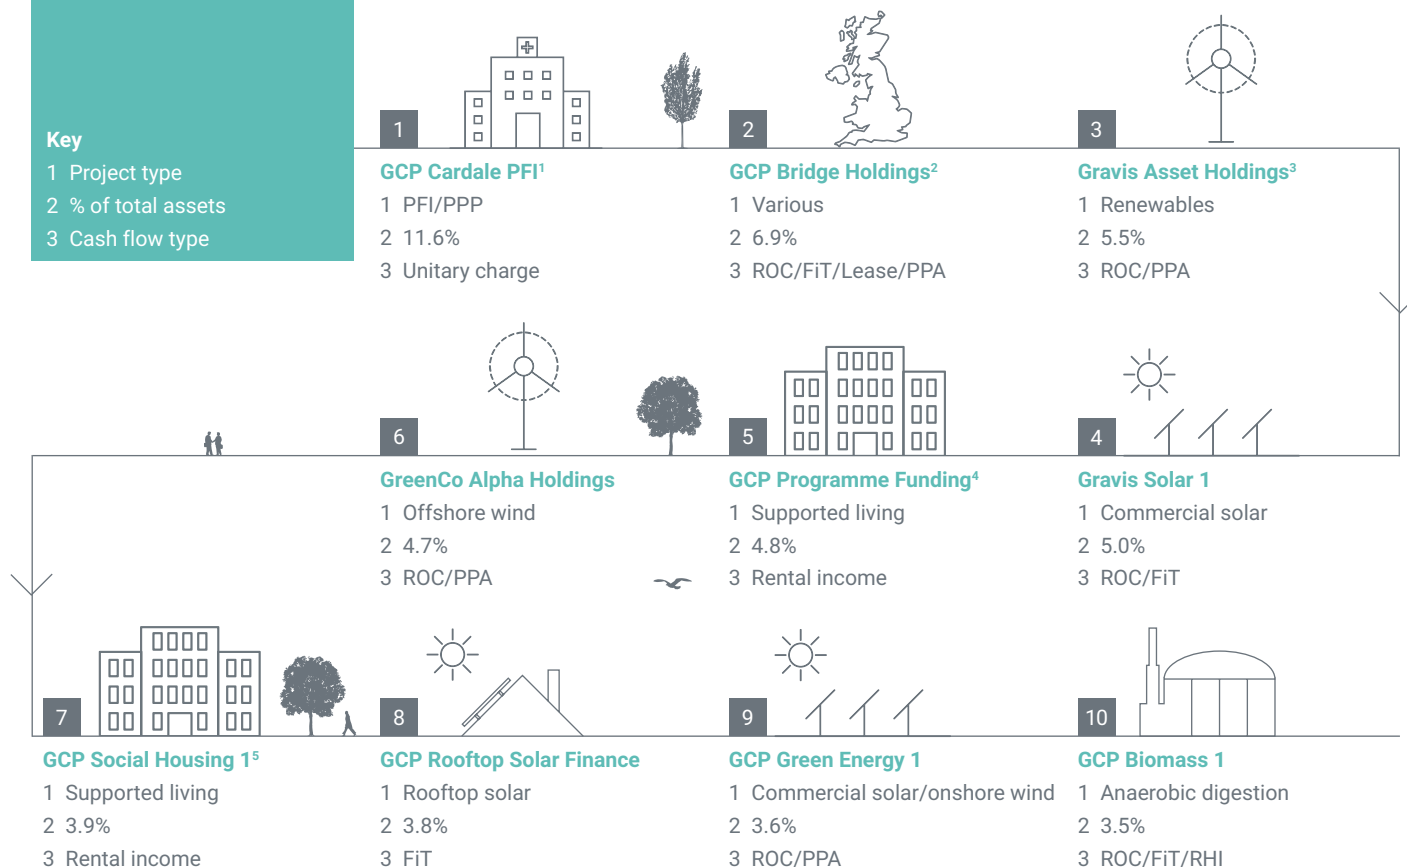 Key
1 Project type
2 % of total assets
3 Cash flow type
1
GCP Cardale PFI¹
1 PFI/PPP
2 11.6%
3 Unitary charge
2
GCP Bridge Holdings²
1 Various
2 6.9%
3 ROC/FiT/Lease/PPA
3
Gravis Asset Holdings³
1 Renewables
2 5.5%
3 ROC/PPA
4
Gravis Solar 1
1 Commercial solar
2 5.0%
3 ROC/FiT
5
GCP Programme Funding⁴
1 Supported living
2 4.8%
3 Rental income
6
GreenCo Alpha Holdings
1 Offshore wind
2 4.7%
3 ROC/PPA
7
GCP Social Housing 1⁵
1 Supported living
2 3.9%
3 Rental income
8
GCP Rooftop Solar Finance
1 Rooftop solar
2 3.8%
3 FiT
9
GCP Green Energy 1
1 Commercial solar/onshore wind
2 3.6%
3 ROC/PPA
10
GCP Biomass 1
1 Anaerobic digestion
2 3.5%
3 ROC/FiT/RHI